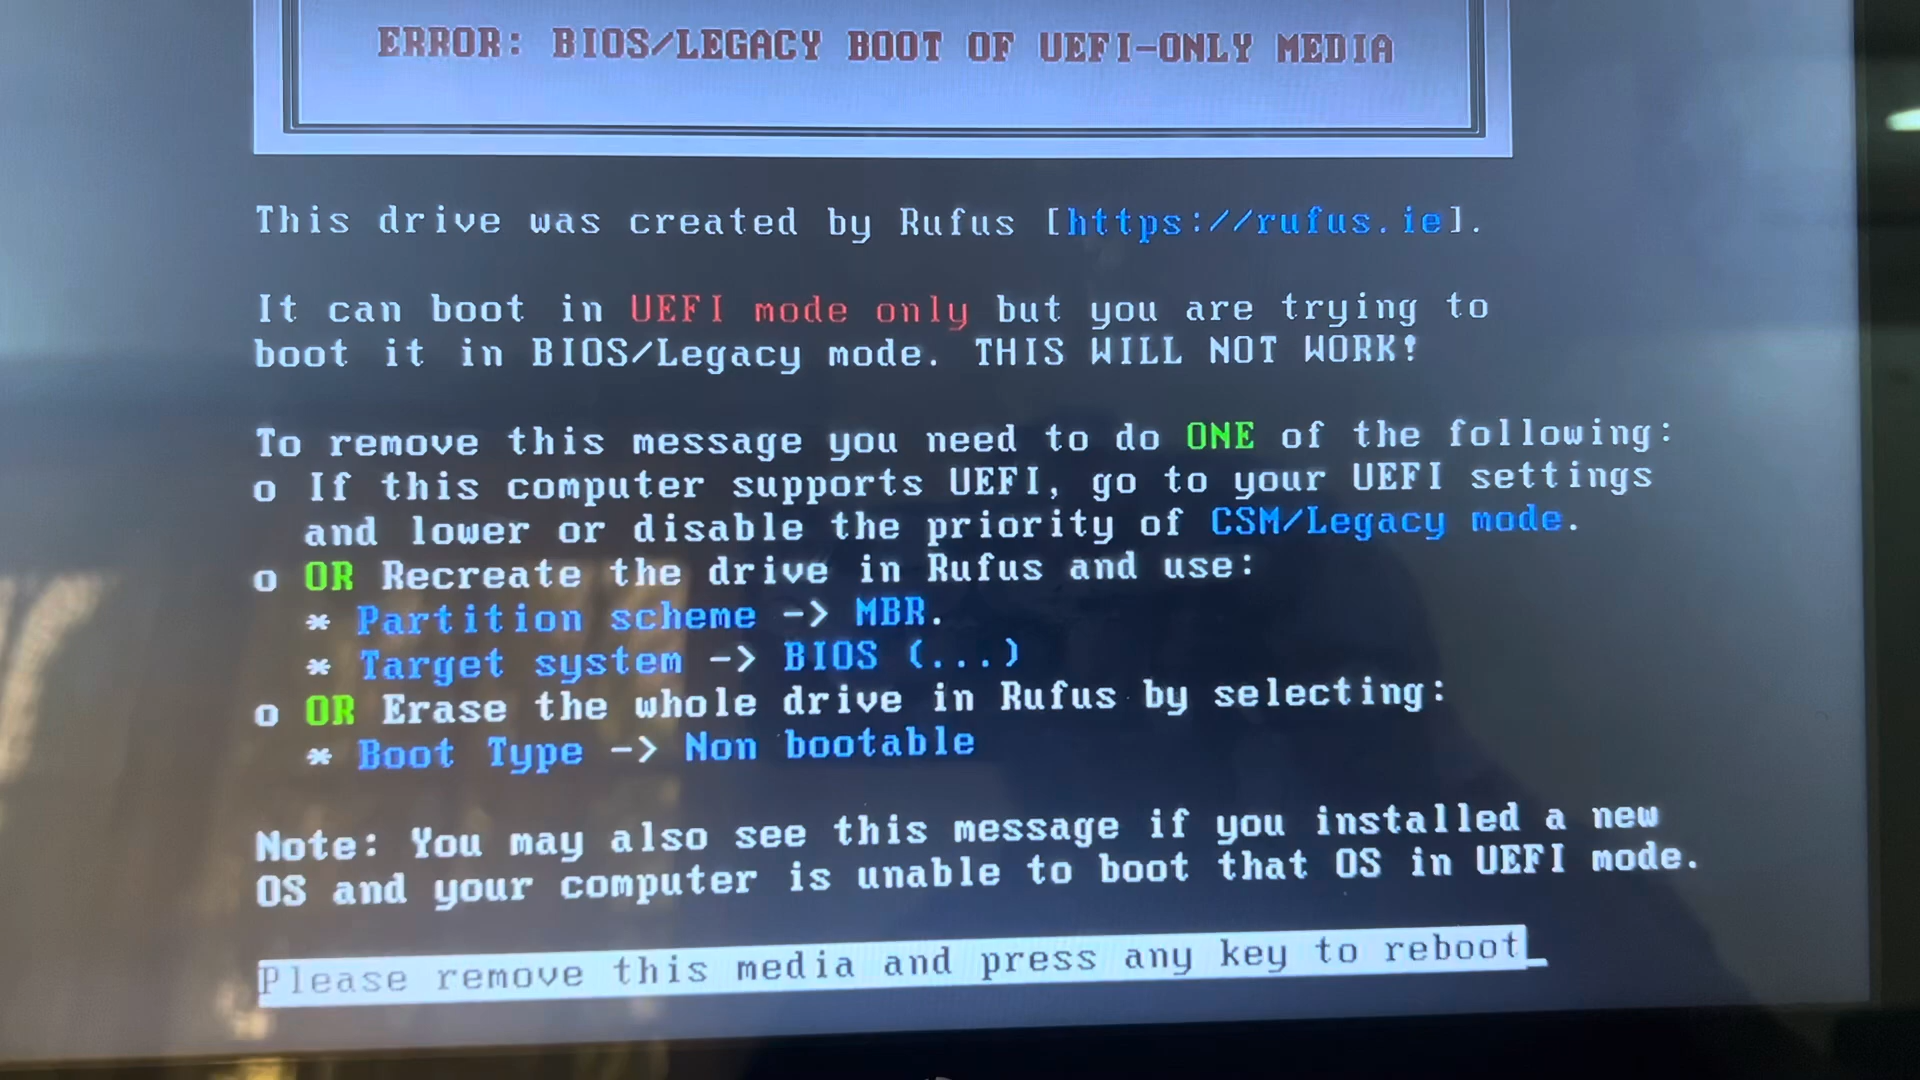 ERROR: BIOS/LEGACY BOOT OF UEFI-ONLY MEDIA
This drive was created by Rufus [https://rufus.ie].
It can boot in UEFI mode only but you are trying to
boot it in BIOS/Legacy mode. THIS WILL NOT WORK!
To remove this message you need to do ONE of the following:
o If this computer supports UEFI, go to your UEFI settings
and lower or disable the priority of CSM/Legacy mode.
o OR Recreate the drive in Rufus and use:
* Partition scheme -> MBR.
* Target system -> BIOS (...)
o OR Erase the whole drive in Rufus by selecting:
* Boot Type -> Non bootable
Note: You may also see this message if you installed a new
OS and your computer is unable to boot that OS in UEFI mode.
Please remove this media and press any key to reboot_